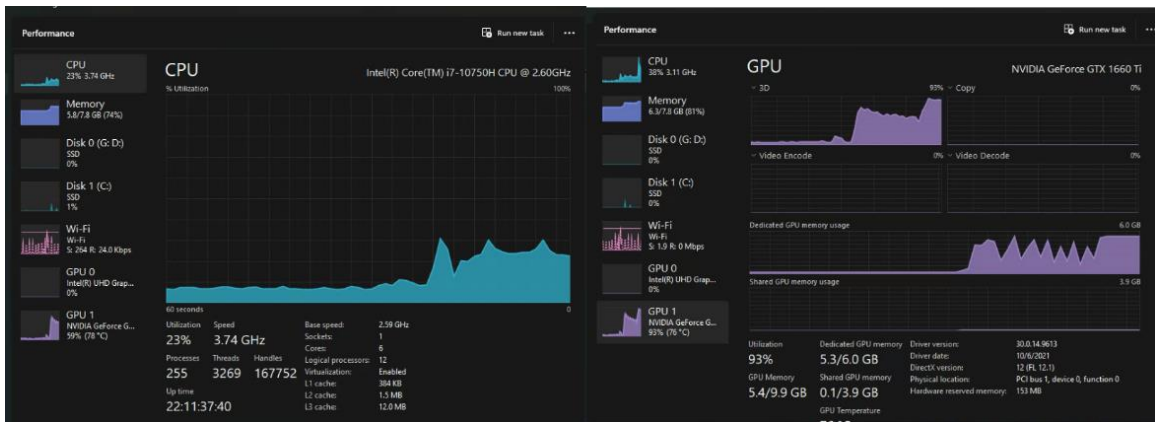 Performance
Run new task
CPU
23% 3.74 GHz
Memory
5.8/7.8 GB (74%)
Disk 0 (G: D:)
SSD
0%
Disk 1 (C:)
SSD
1%
Wi-Fi
Wi-Fi
S: 264 R: 24.0 Kbps
GPU 0
Intel(R) UHD Grap...
0%
GPU 1
NVIDIA GeForce G...
59% (78 °C)
CPU
Intel(R) Core(TM) i7-10750H CPU @ 2.60GHz
% Utilization 100%
60 seconds 0
Utilization Speed
23% 3.74 GHz
Processes Threads Handles
255 3269 167752
Up time
22:11:37:40
Base speed: 2.59 GHz
Sockets: 1
Cores: 6
Logical processors: 12
Virtualization: Enabled
L1 cache: 384 KB
L2 cache: 1.5 MB
L3 cache: 12.0 MB
Performance
Run new task
CPU
38% 3.11 GHz
Memory
6.3/7.8 GB (81%)
Disk 0 (G: D:)
SSD
0%
Disk 1 (C:)
SSD
0%
Wi-Fi
Wi-Fi
S: 1.9 R: 0 Mbps
GPU 0
Intel(R) UHD Grap...
0%
GPU 1
NVIDIA GeForce G...
93% (76 °C)
GPU
NVIDIA GeForce GTX 1660 Ti
3D 93% Copy 0%
Video Encode 0% Video Decode 0%
Dedicated GPU memory usage 6.0 GB
Shared GPU memory usage 3.9 GB
Utilization Dedicated GPU memory
93% 5.3/6.0 GB
GPU Memory Shared GPU memory
5.4/9.9 GB 0.1/3.9 GB
GPU Temperature
Driver version: 30.0.14.9613
Driver date: 10/6/2021
DirectX version: 12 (FL 12.1)
Physical location: PCI bus 1, device 0, function 0
Hardware reserved memory: 153 MB